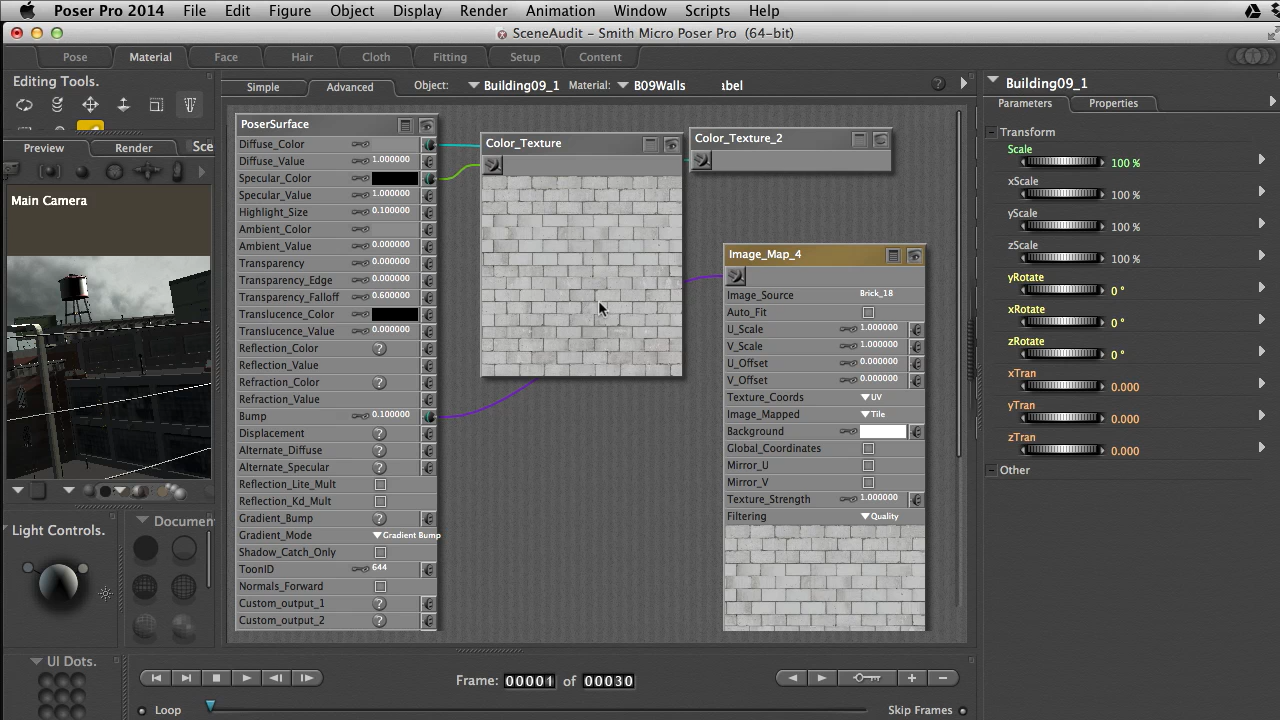 Poser Pro 2014 File Edit Figure Object Display Render Animation Window Scripts Help
SceneAudit - Smith Micro Poser Pro (64-bit)
Pose Material Face Hair Cloth Fitting Setup Content
Editing Tools.
Simple Advanced Object: Building09_1 Material: B09Walls abel
Preview Render Sce
Main Camera
Light Controls.
Documen
UI Dots.
PoserSurface
Diffuse_Color
Diffuse_Value 1.000000
Specular_Color
Specular_Value 1.000000
Highlight_Size 0.100000
Ambient_Color
Ambient_Value 0.000000
Transparency 0.000000
Transparency_Edge 0.000000
Transparency_Falloff 0.600000
Translucence_Color
Translucence_Value 0.000000
Reflection_Color ?
Reflection_Value
Refraction_Color ?
Refraction_Value
Bump 0.100000
Displacement ?
Alternate_Diffuse ?
Alternate_Specular ?
Reflection_Lite_Mult
Reflection_Kd_Mult
Gradient_Bump ?
Gradient_Mode Gradient Bump
Shadow_Catch_Only
ToonID 644
Normals_Forward
Custom_output_1 ?
Custom_output_2 ?
Color_Texture
Color_Texture_2
Image_Map_4
Image_Source Brick_18
Auto_Fit
U_Scale 1.000000
V_Scale 1.000000
U_Offset 0.000000
V_Offset 0.000000
Texture_Coords UV
Image_Mapped Tile
Background
Global_Coordinates
Mirror_U
Mirror_V
Texture_Strength 1.000000
Filtering Quality
?
Building09_1
Parameters Properties
Transform
Scale 100 %
xScale 100 %
yScale 100 %
zScale 100 %
yRotate 0 °
xRotate 0 °
zRotate 0 °
xTran 0.000
yTran 0.000
zTran 0.000
Other
Frame: 00001 of 00030
Loop Skip Frames